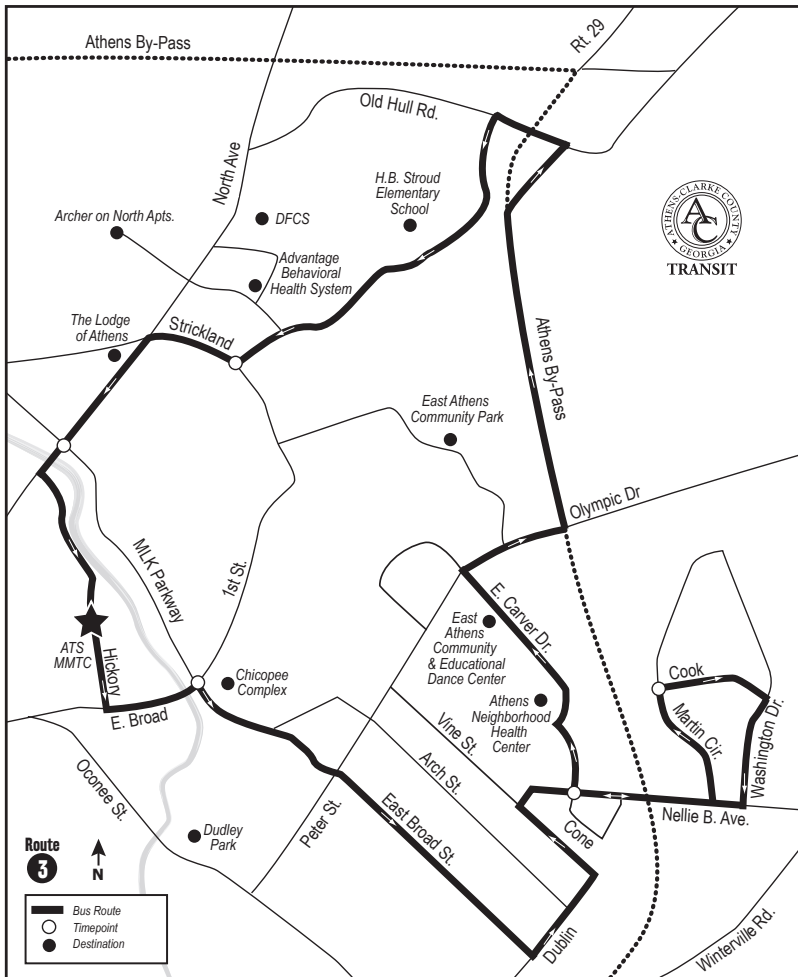 Athens By-Pass
Rt. 29
Old Hull Rd.
North Ave
H.B. Stroud
Elementary
School
DFCS
Archer on North Apts.
Advantage
Behavioral
Health System
ATHENS-CLARKE COUNTY
AC
GEORGIA
TRANSIT
The Lodge
of Athens
Strickland
Athens By-Pass
East Athens
Community Park
Olympic Dr
MLK Parkway
1st St.
E. Carver Dr.
East
Athens
Community
& Educational
Dance Center
ATS
MMTC
Hickory
Chicopee
Complex
E. Broad
Athens
Neighborhood
Health
Center
Cook
Martin Cir.
Washington Dr.
Vine St.
Arch St.
Nellie B. Ave.
Cone
Oconee St.
Dudley
Park
Peter St.
East Broad St.
Dublin
Winterville Rd.
Route
3
N
Bus Route
Timepoint
Destination